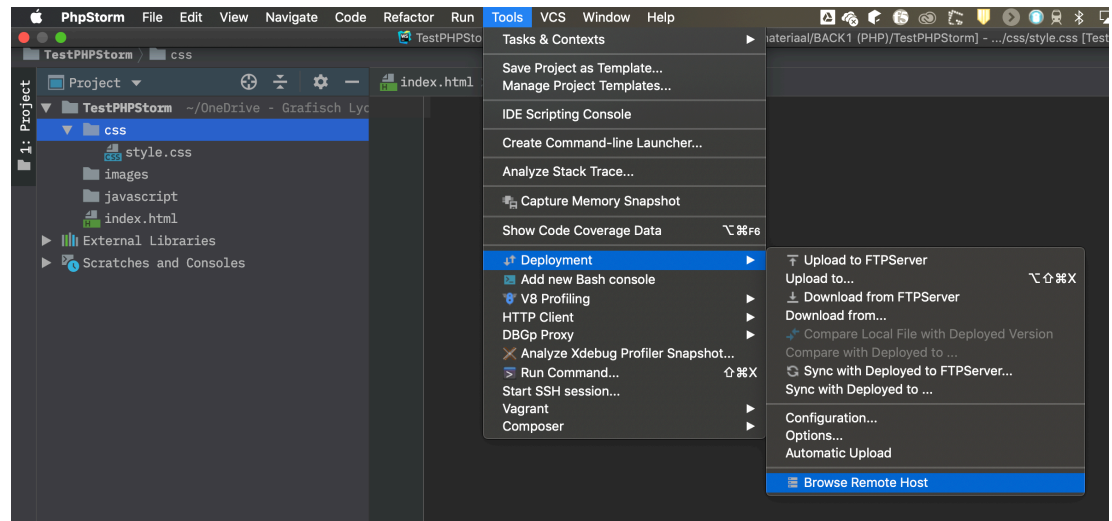 PhpStorm File Edit View Navigate Code Refactor Run Tools VCS Window Help
TestPHPSto
ateriaal/BACK1 (PHP)/TestPHPStorm] - .../css/style.css [Test
TestPHPStorm css
1: Project
Project
index.html
TestPHPStorm ~/OneDrive - Grafisch Lyc
css
style.css
images
javascript
index.html
External Libraries
Scratches and Consoles
Tasks & Contexts
Save Project as Template...
Manage Project Templates...
IDE Scripting Console
Create Command-line Launcher...
Analyze Stack Trace...
Capture Memory Snapshot
Show Code Coverage Data ⌥⌘F6
Deployment
Add new Bash console
V8 Profiling
HTTP Client
DBGp Proxy
Analyze Xdebug Profiler Snapshot...
Run Command... ⇧⌘X
Start SSH session...
Vagrant
Composer
Upload to FTPServer
Upload to... ⌥⇧⌘X
Download from FTPServer
Download from...
Compare Local File with Deployed Version
Compare with Deployed to ...
Sync with Deployed to FTPServer...
Sync with Deployed to ...
Configuration...
Options...
Automatic Upload
Browse Remote Host